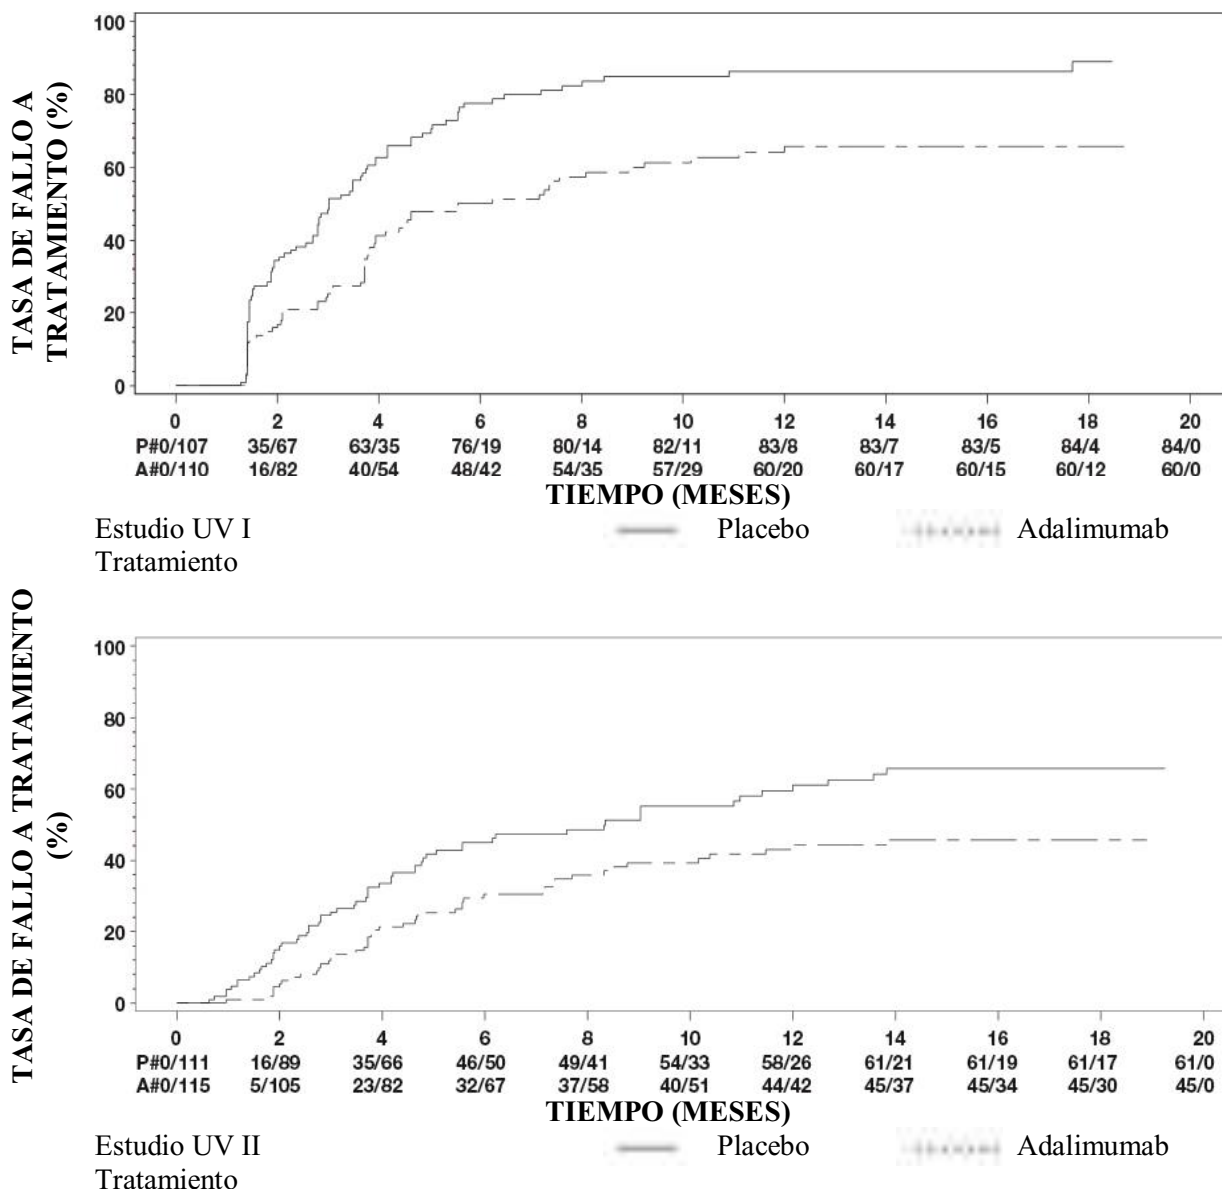 TASA DE FALLO A
TRATAMIENTO (%)
100
80
60
40
20
0
0 2 4 6 8 10 12 14 16 18 20
P#0/107 35/67 63/35 76/19 80/14 82/11 83/8 83/7 83/5 84/4 84/0
A#0/110 16/82 40/54 48/42 54/35 57/29 60/20 60/17 60/15 60/12 60/0
TIEMPO (MESES)
Estudio UV I Placebo Adalimumab
Tratamiento
TASA DE FALLO A TRATAMIENTO
(%)
100
80
60
40
20
0
0 2 4 6 8 10 12 14 16 18 20
P#0/111 16/89 35/66 46/50 49/41 54/33 58/26 61/21 61/19 61/17 61/0
A#0/115 5/105 23/82 32/67 37/58 40/51 44/42 45/37 45/34 45/30 45/0
TIEMPO (MESES)
Estudio UV II Placebo Adalimumab
Tratamiento